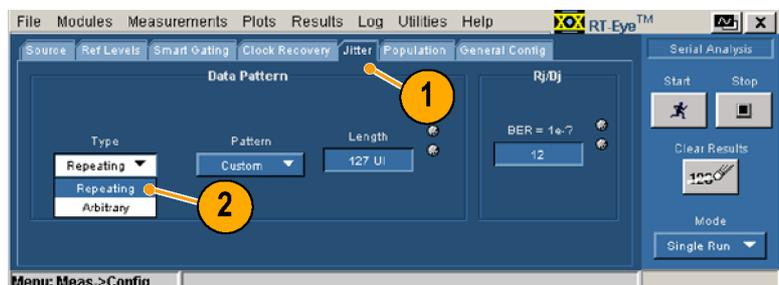 File Modules Measurements Plots Results Log Utilities Help RT-Eye™ X
Source Ref Levels Smart Gating Clock Recovery Jitter Population General Config Serial Analysis
Data Pattern Rj/Dj
1
Start Stop
Type Pattern Length BER = 1e-?
Repeating Custom 127 UI 12
Clear Results
Repeating
123
Arbitrary
2
Mode
Single Run
Menu: Meas->Config